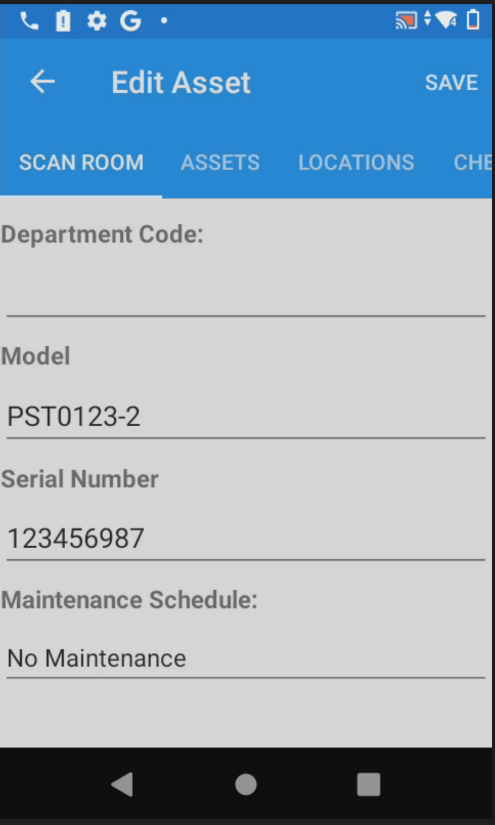 Edit Asset
SAVE
SCAN ROOM
ASSETS
LOCATIONS
CHE
Department Code:
Model
PST0123-2
Serial Number
123456987
Maintenance Schedule:
No Maintenance